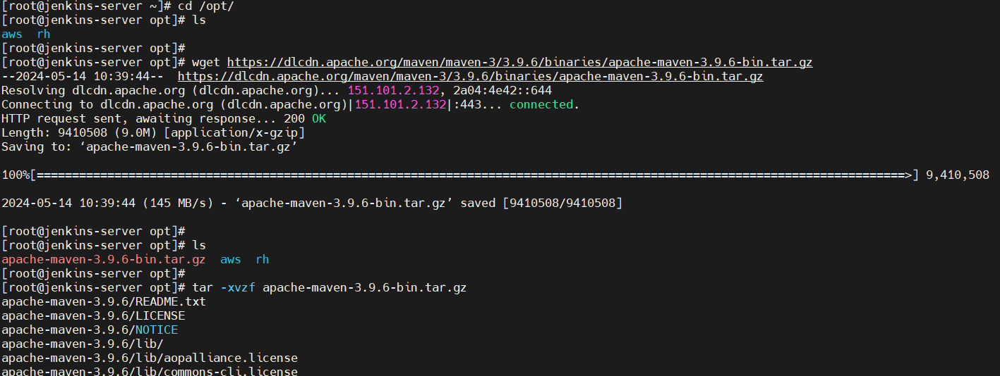 [root@jenkins-server ~]# cd /opt/
[root@jenkins-server opt]# ls
aws  rh
[root@jenkins-server opt]#
[root@jenkins-server opt]# wget https://dlcdn.apache.org/maven/maven-3/3.9.6/binaries/apache-maven-3.9.6-bin.tar.gz
--2024-05-14 10:39:44--  https://dlcdn.apache.org/maven/maven-3/3.9.6/binaries/apache-maven-3.9.6-bin.tar.gz
Resolving dlcdn.apache.org (dlcdn.apache.org)... 151.101.2.132, 2a04:4e42::644
Connecting to dlcdn.apache.org (dlcdn.apache.org)|151.101.2.132|:443... connected.
HTTP request sent, awaiting response... 200 OK
Length: 9410508 (9.0M) [application/x-gzip]
Saving to: ‘apache-maven-3.9.6-bin.tar.gz’
100%[===========================================================================================================================>] 9,410,508
2024-05-14 10:39:44 (145 MB/s) - ‘apache-maven-3.9.6-bin.tar.gz’ saved [9410508/9410508]
[root@jenkins-server opt]#
[root@jenkins-server opt]# ls
apache-maven-3.9.6-bin.tar.gz  aws  rh
[root@jenkins-server opt]#
[root@jenkins-server opt]# tar -xvzf apache-maven-3.9.6-bin.tar.gz
apache-maven-3.9.6/README.txt
apache-maven-3.9.6/LICENSE
apache-maven-3.9.6/NOTICE
apache-maven-3.9.6/lib/
apache-maven-3.9.6/lib/aopalliance.license
apache-maven-3.9.6/lib/commons-cli.license